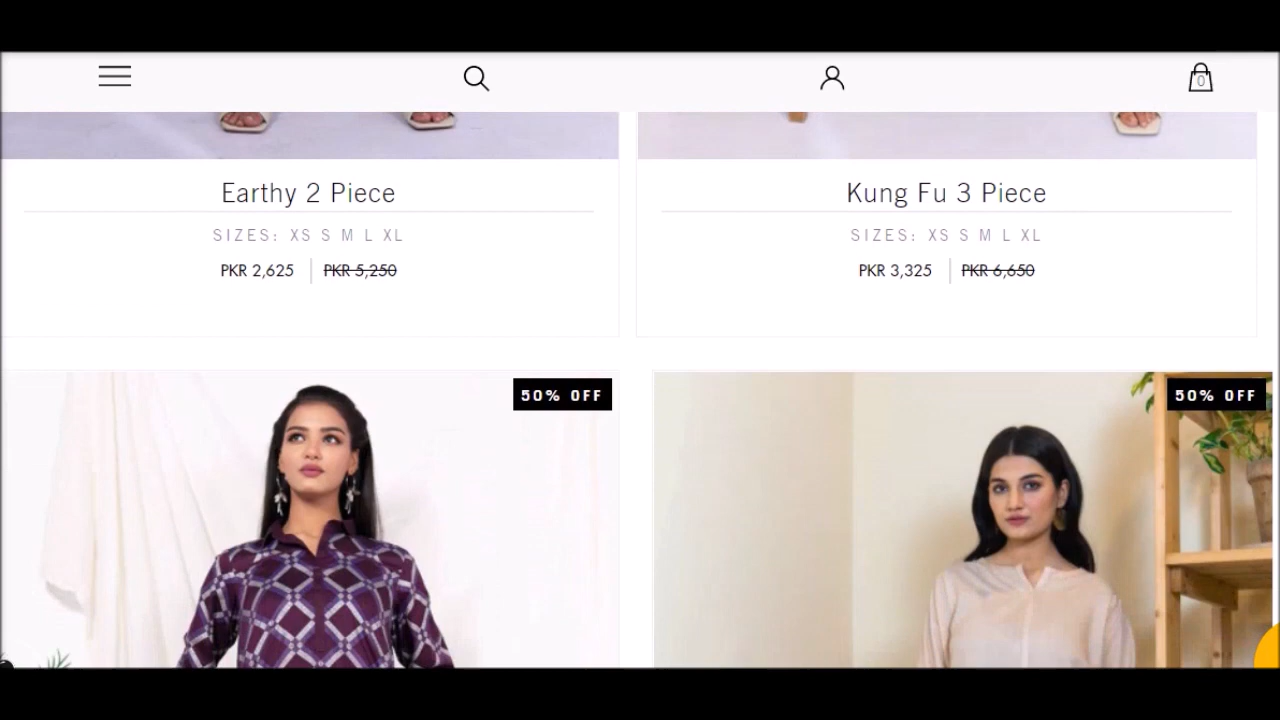 0
Earthy 2 Piece
SIZES: XS S M L XL
PKR 2,625 PKR 5,250
Kung Fu 3 Piece
SIZES: XS S M L XL
PKR 3,325 PKR 6,650
50% OFF
50% OFF